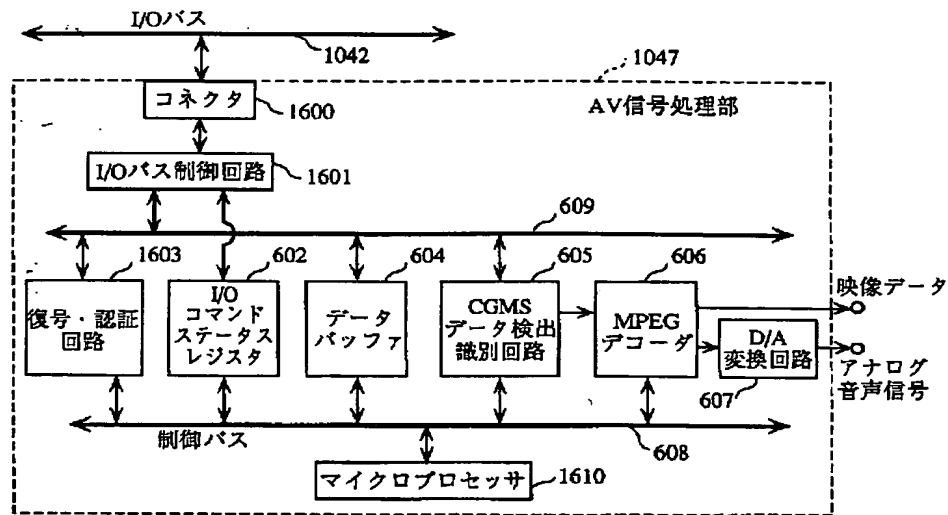 I/Oバス
1042
1047
コネクタ
1600
AV信号処理部
I/Oバス制御回路
1601
609
1603
602
604
605
606
復号・認証
回路
I/O
コマンド
ステータス
レジスタ
データ
バッファ
CGMS
データ検出
識別回路
MPEG
デコーダ
映像データ
D/A
変換回路
607
アナログ
音声信号
制御バス
608
マイクロプロセッサ
1610